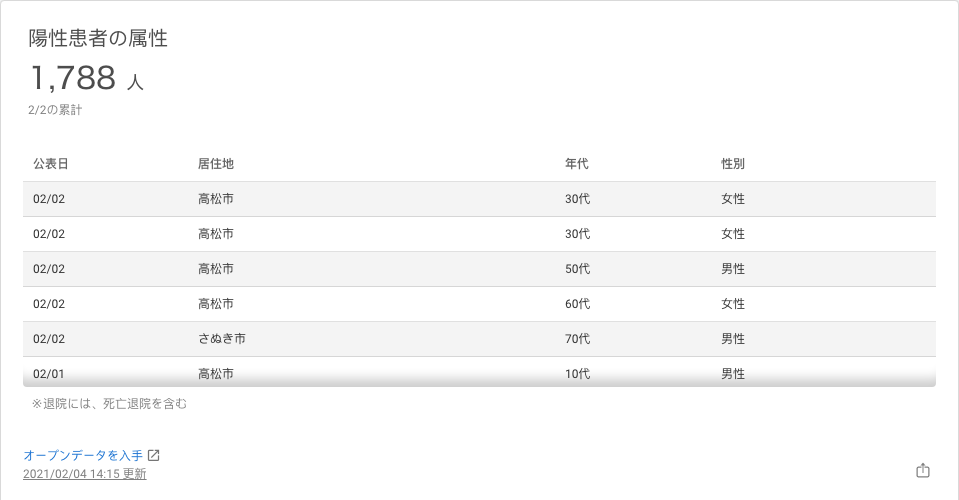 陽性患者の属性
1,788 人
2/2の累計
公表日 居住地 年代 性別
02/02 高松市 30代 女性
02/02 高松市 30代 女性
02/02 高松市 50代 男性
02/02 高松市 60代 女性
02/02 さぬき市 70代 男性
02/01 高松市 10代 男性
※退院には、死亡退院を含む
オープンデータを入手
2021/02/04 14:15 更新